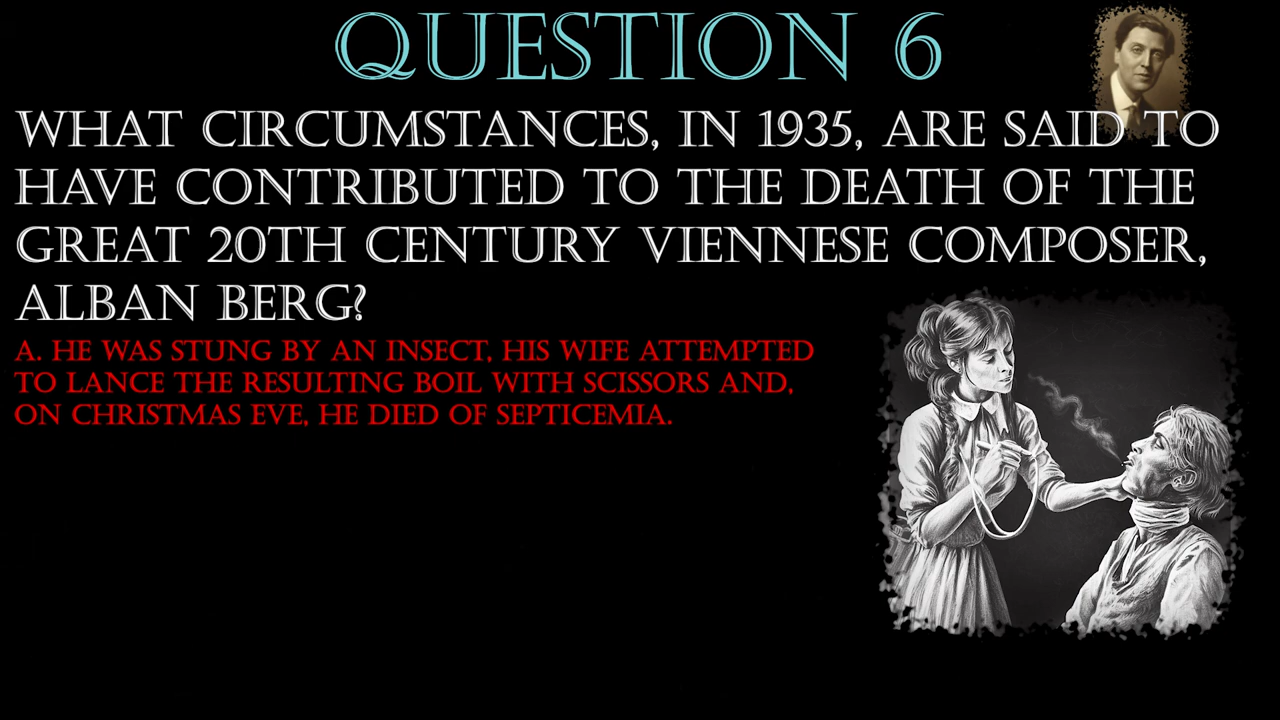 QUESTION 6
WHAT CIRCUMSTANCES, IN 1935, ARE SAID TO
HAVE CONTRIBUTED TO THE DEATH OF THE
GREAT 20TH CENTURY VIENNESE COMPOSER,
ALBAN BERG?
A. HE WAS STUNG BY AN INSECT, HIS WIFE ATTEMPTED
TO LANCE THE RESULTING BOIL WITH SCISSORS AND,
ON CHRISTMAS EVE, HE DIED OF SEPTICEMIA.